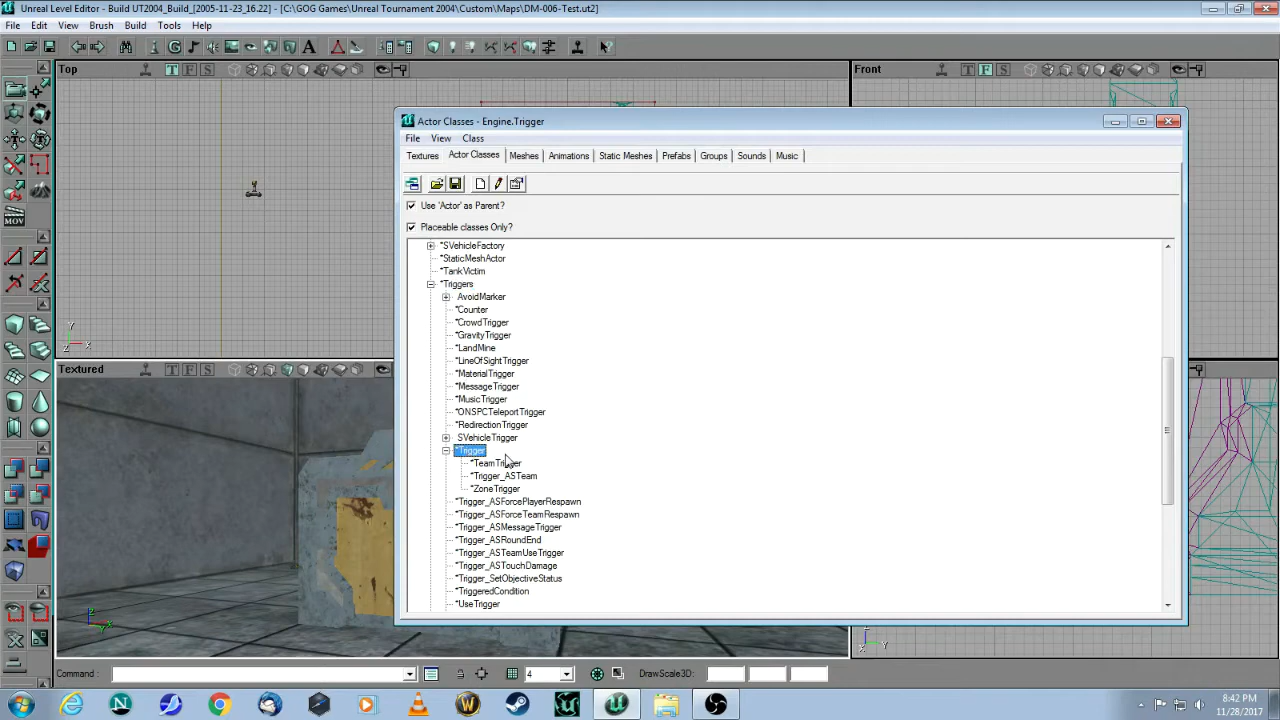 Unreal Level Editor - Build UT2004_Build_[2005-11-23_16.22] - [C:\GOG Games\Unreal Tournament 2004\Custom\Maps\DM-006-Test.ut2]
File Edit View Brush Build Tools Help
Top T F S
Front T F S
Actor Classes - Engine.Trigger
File View Class
Textures Actor Classes Meshes Animations Static Meshes Prefabs Groups Sounds Music
Use 'Actor' as Parent?
Placeable classes Only?
*SVehicleFactory
*StaticMeshActor
*TankVictim
*Triggers
AvoidMarker
*Counter
*CrowdTrigger
*GravityTrigger
*LandMine
*LineOfSightTrigger
*MaterialTrigger
*MessageTrigger
*MusicTrigger
*ONSPCTeleportTrigger
*RedirectionTrigger
SVehicleTrigger
*Trigger
*TeamTrigger
*Trigger_ASTeam
*ZoneTrigger
*Trigger_ASForcePlayerRespawn
*Trigger_ASForceTeamRespawn
*Trigger_ASMessageTrigger
*Trigger_ASRoundEnd
*Trigger_ASTeamUseTrigger
*Trigger_ASTouchDamage
*Trigger_SetObjectiveStatus
*TriggeredCondition
*UseTrigger
MOV
Y
Z X
Textured T F S
Z
X
Z
X
Command :
4
DrawScale3D:
8:42 PM
11/28/2017